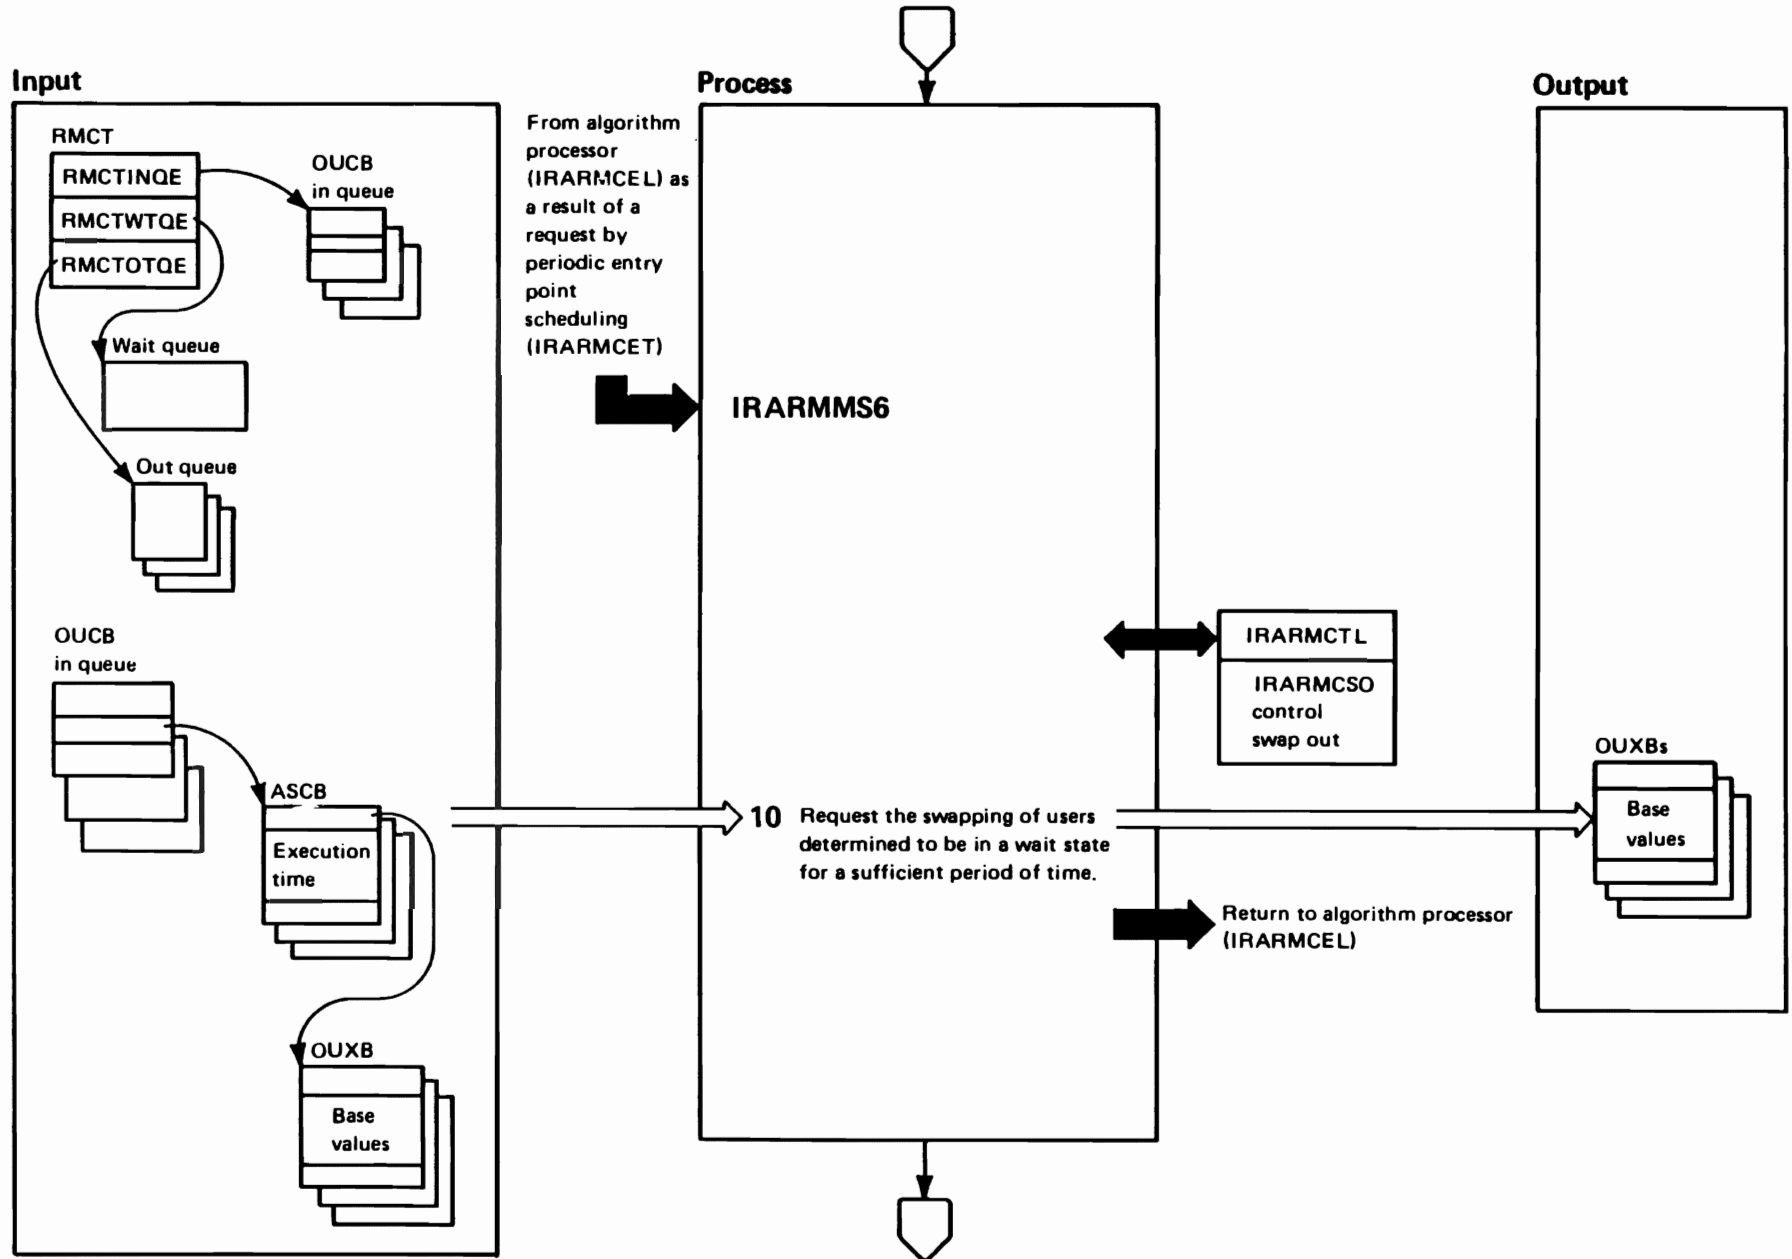 Input
RMCT
RMCTINQE
RMCTWTQE
RMCTOTQE
OUCB
in queue
Wait queue
Out queue
OUCB
in queue
ASCB
Execution
time
OUXB
Base
values
From algorithm
processor
(IRARMCEL) as
a result of a
request by
periodic entry
point
scheduling
(IRARMCET)
Process
IRARMMS6
10 Request the swapping of users
determined to be in a wait state
for a sufficient period of time.
IRARMCTL
IRARMCSO
control
swap out
Return to algorithm processor
(IRARMCEL)
Output
OUXBs
Base
values